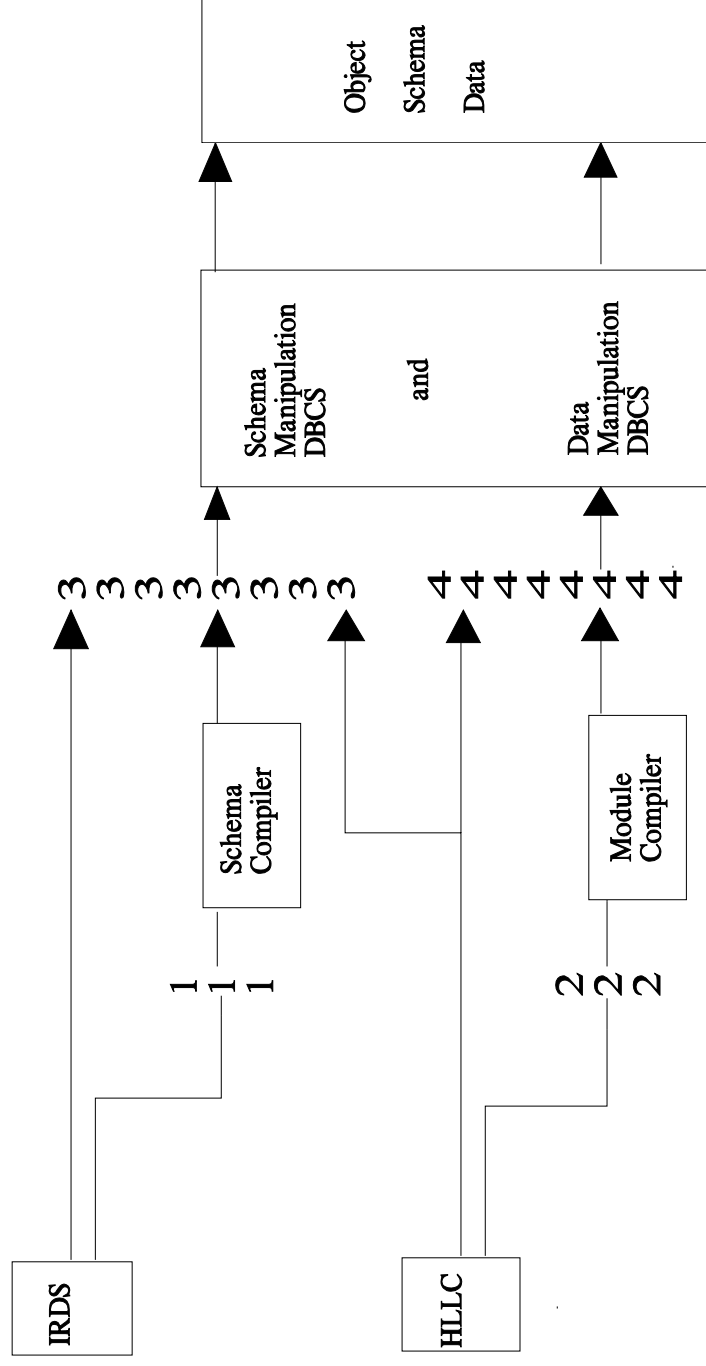 IRDS
1
1
1
Schema
Compiler
3
3
3
3
3
3
3
3
HLLC
2
2
2
Module
Compiler
4
4
4
4
4
4
4
4
Schema
Manipulation
DBCS
and
Data
Manipulation
DBCS
Object
Schema
Data